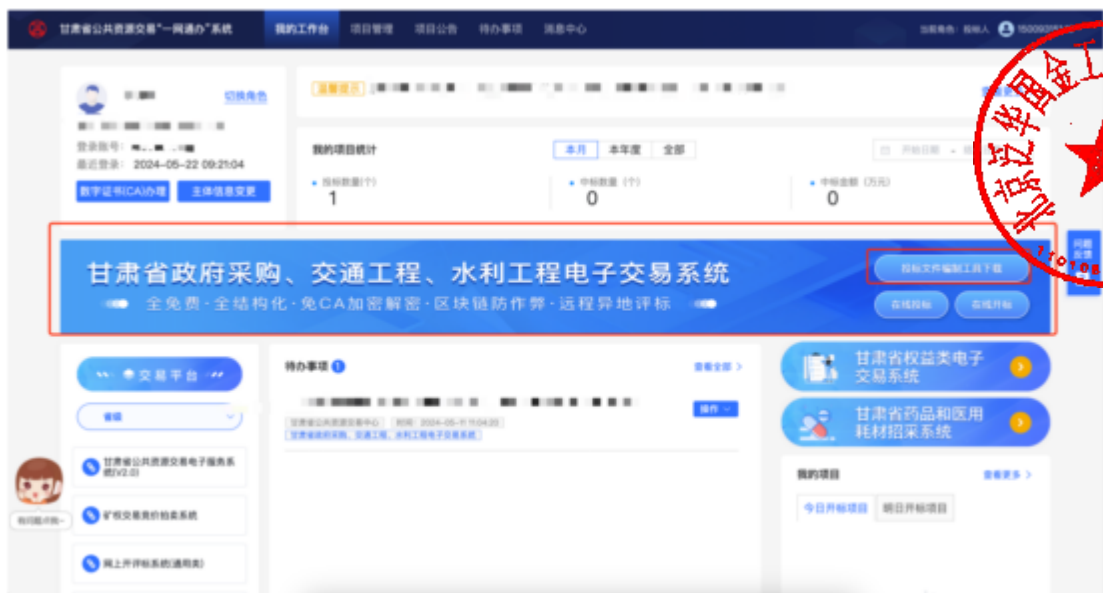 甘肃省公共资源交易“一网通办”系统 我的工作台 项目管理 项目公告 待办事项 消息中心 当前角色: 投标人
切换角色
温馨提示
登录账号:
最近登录: 2024-05-22 09:21:04
数字证书(CA)办理 主体信息变更
我的项目统计 本月 本年度 全部 开始日期
投标数量(个) 中标数量 (个) 中标金额 (万元)
1 0 0
问题
反馈
甘肃省政府采购、交通工程、水利工程电子交易系统
全免费·全结构化·免CA加密解密·区块链防作弊·远程异地评标
投标文件编制工具下载
在线投标 在线开标
交易平台
省级
甘肃省公共资源交易电子服务系
统(V2.0)
矿权交易竞价拍卖系统
网上开评标系统(通用类)
有问题点我~
待办事项 1 查看全部 >
操作
甘肃省公共资源交易中心 时间: 2024-05-11 11:04:20
甘肃省政府采购、交通工程、水利工程电子交易系统
甘肃省权益类电子
交易系统
甘肃省药品和医用
耗材招采系统
我的项目 查看更多 >
今日开标项目 明日开标项目